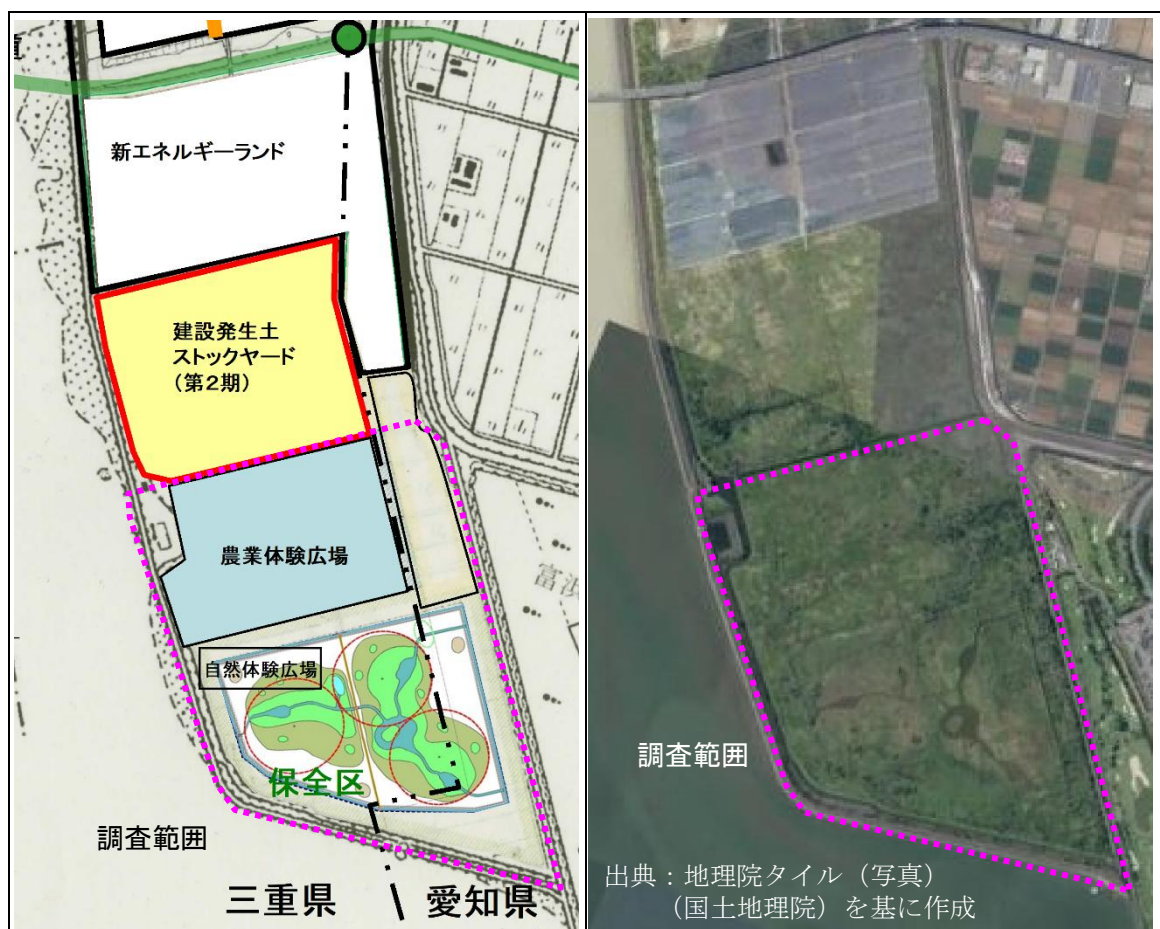 新エネルギーランド
建設発生土
ストックヤード
(第2期)
農業体験広場
自然体験広場
保全区
調査範囲
三重県
愛知県
富浜
調査範囲
出典:地理院タイル(写真)
(国土地理院)を基に作成